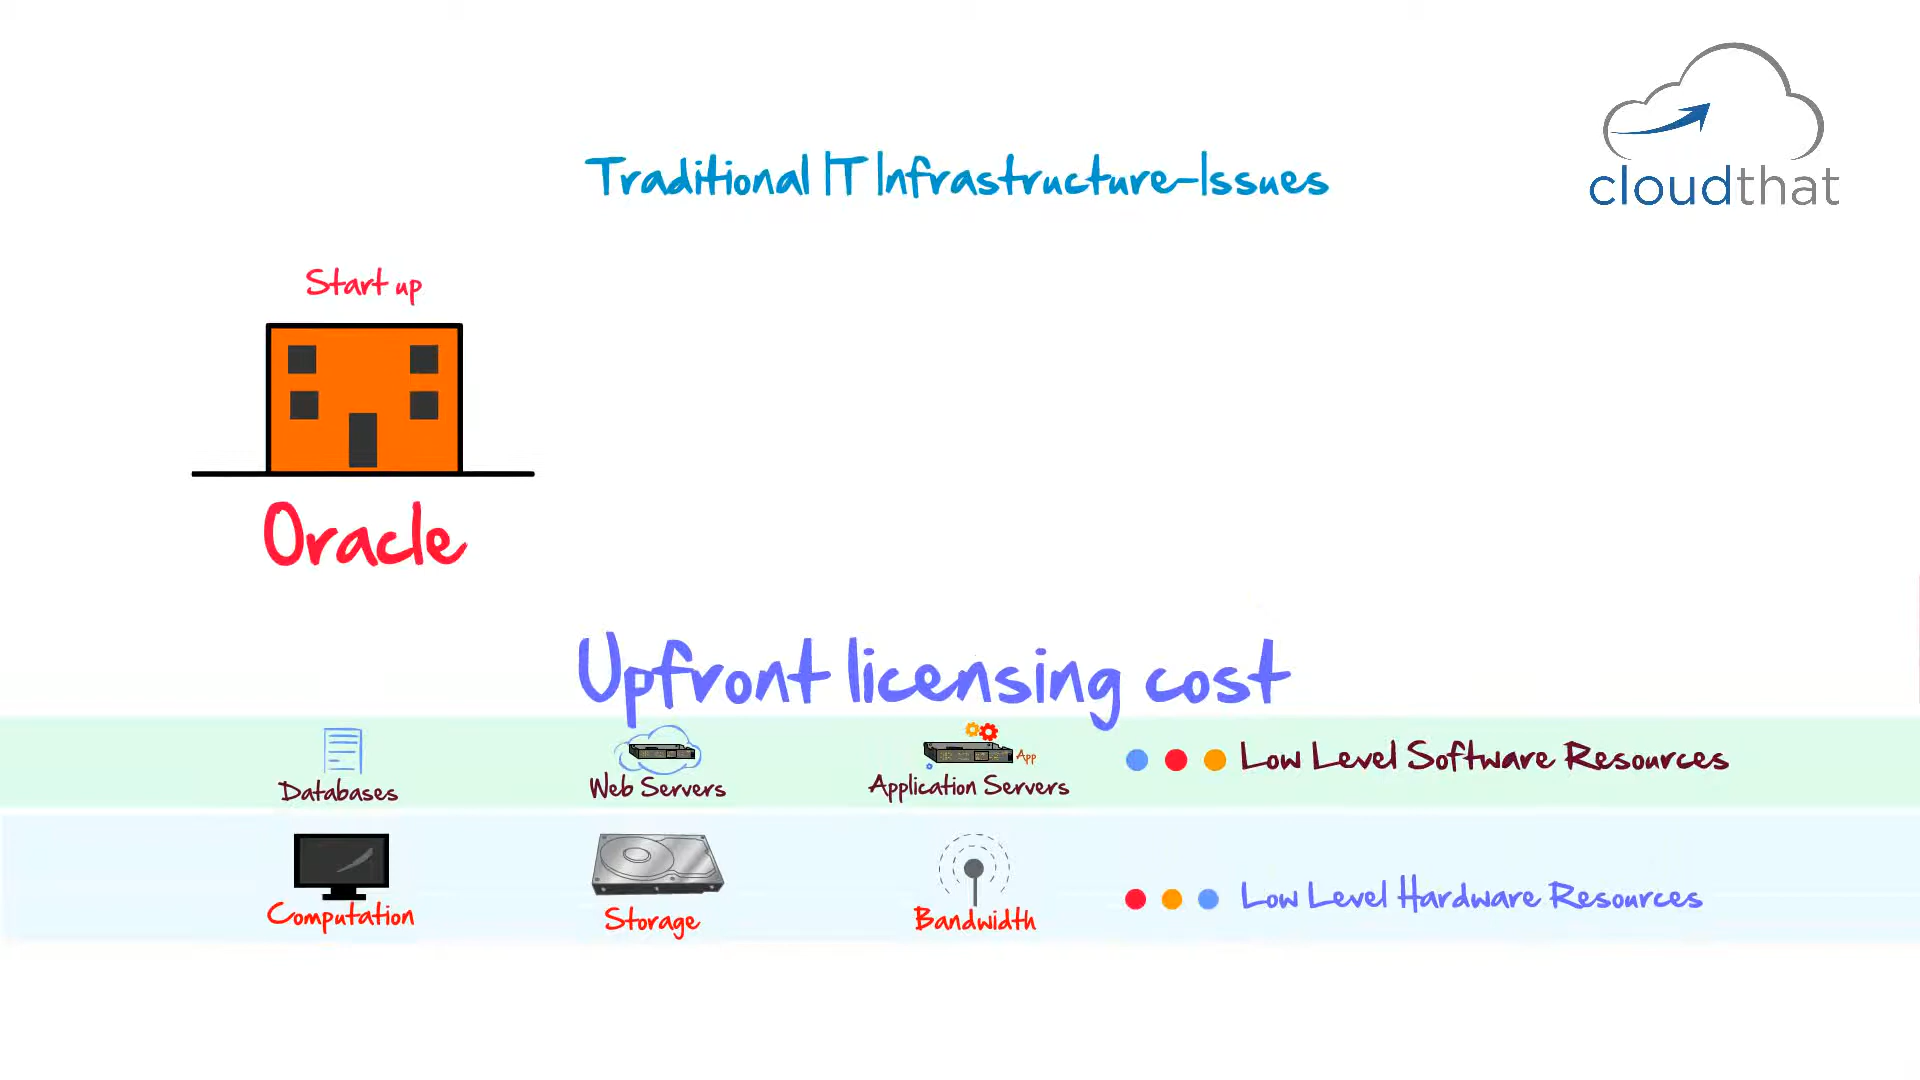 cloudthat
Traditional IT Infrastructure-Issues
Start up
Oracle
Upfront licensing cost
App
Databases
Web Servers
Application Servers
Low Level Software Resources
Computation
Storage
Bandwidth
Low Level Hardware Resources